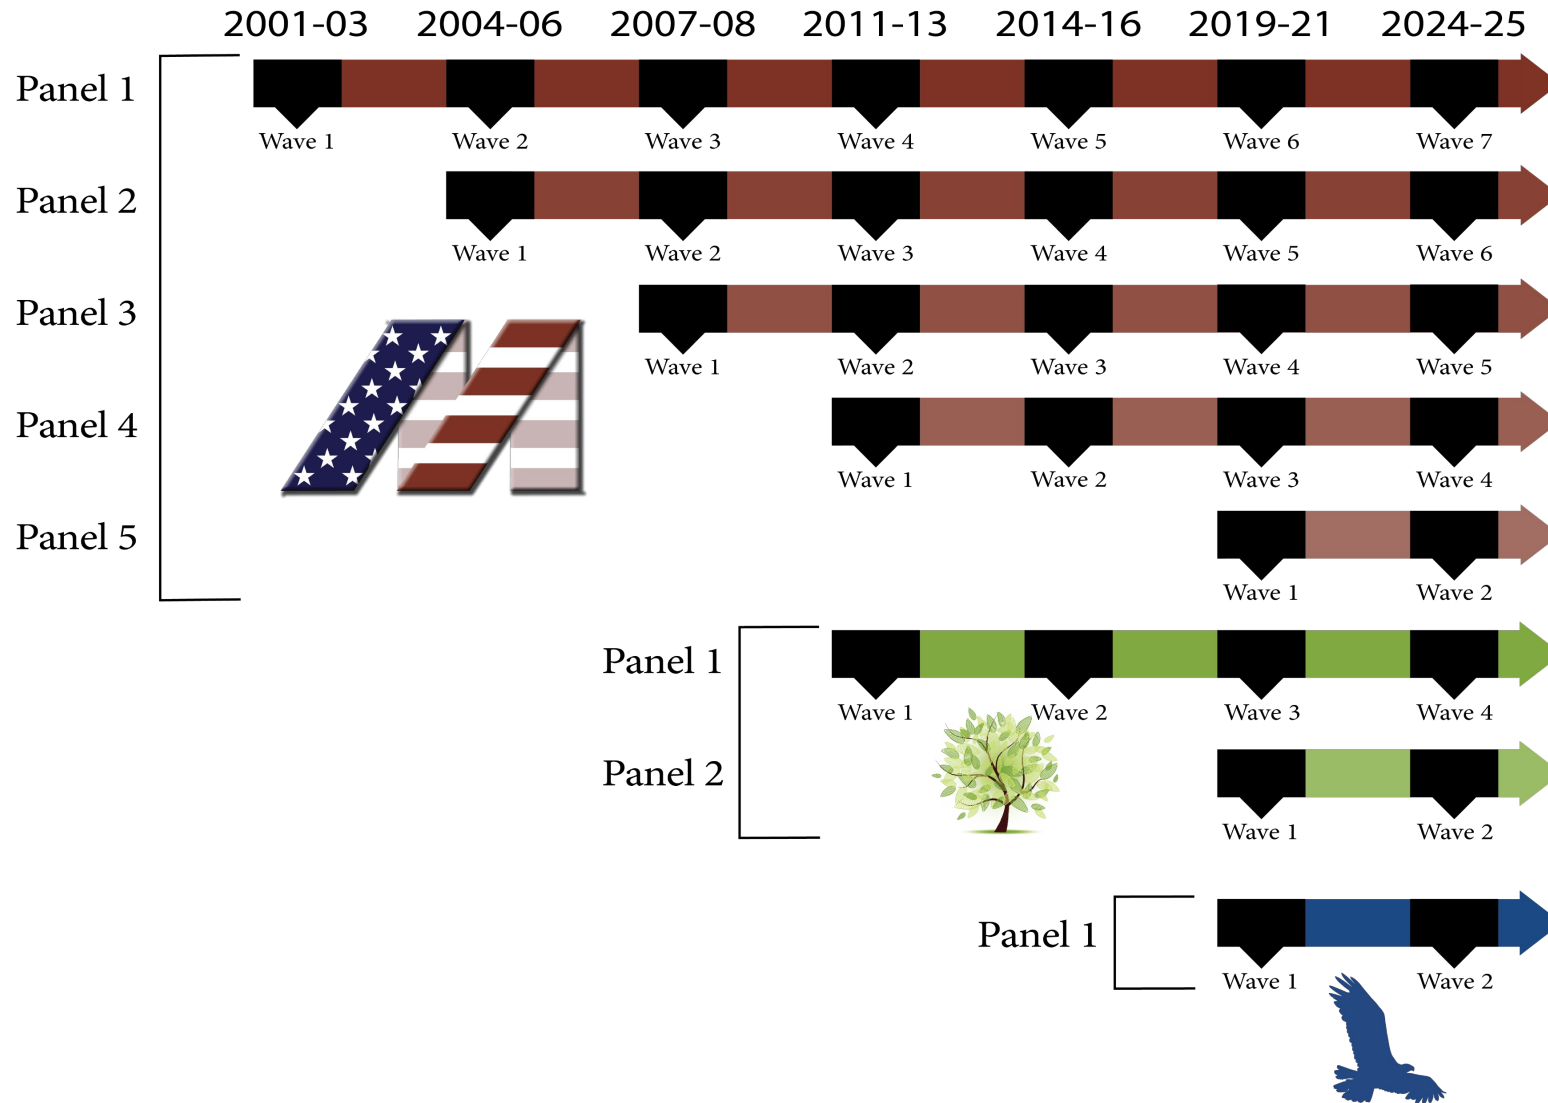 2001-03 2004-06 2007-08 2011-13 2014-16 2019-21 2024-25
Panel 1
Wave 1 Wave 2 Wave 3 Wave 4 Wave 5 Wave 6 Wave 7
Panel 2
Wave 1 Wave 2 Wave 3 Wave 4 Wave 5 Wave 6
Panel 3
Wave 1 Wave 2 Wave 3 Wave 4 Wave 5
Panel 4
Wave 1 Wave 2 Wave 3 Wave 4
Panel 5
Wave 1 Wave 2
Panel 1
Wave 1 Wave 2 Wave 3 Wave 4
Panel 2
Wave 1 Wave 2
Panel 1
Wave 1 Wave 2